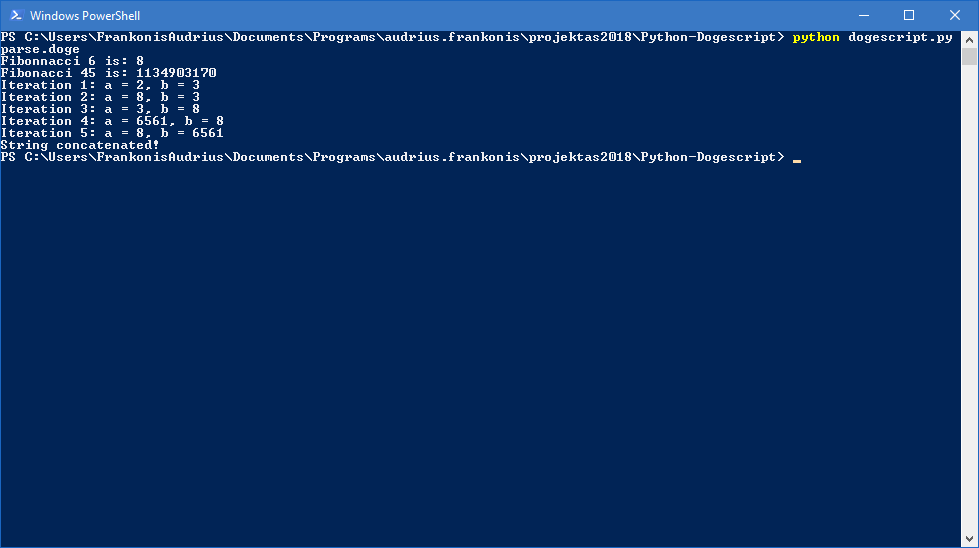 Windows PowerShell
PS C:\Users\FrankonisAudrius\Documents\Programs\audrius.frankonis\projektas2018\Python-Dogescript> python dogescript.py
parse.doge
Fibonnacci 6 is: 8
Fibonacci 45 is: 1134903170
Iteration 1: a = 2, b = 3
Iteration 2: a = 8, b = 3
Iteration 3: a = 3, b = 8
Iteration 4: a = 6561, b = 8
Iteration 5: a = 8, b = 6561
String concatenated!
PS C:\Users\FrankonisAudrius\Documents\Programs\audrius.frankonis\projektas2018\Python-Dogescript> _